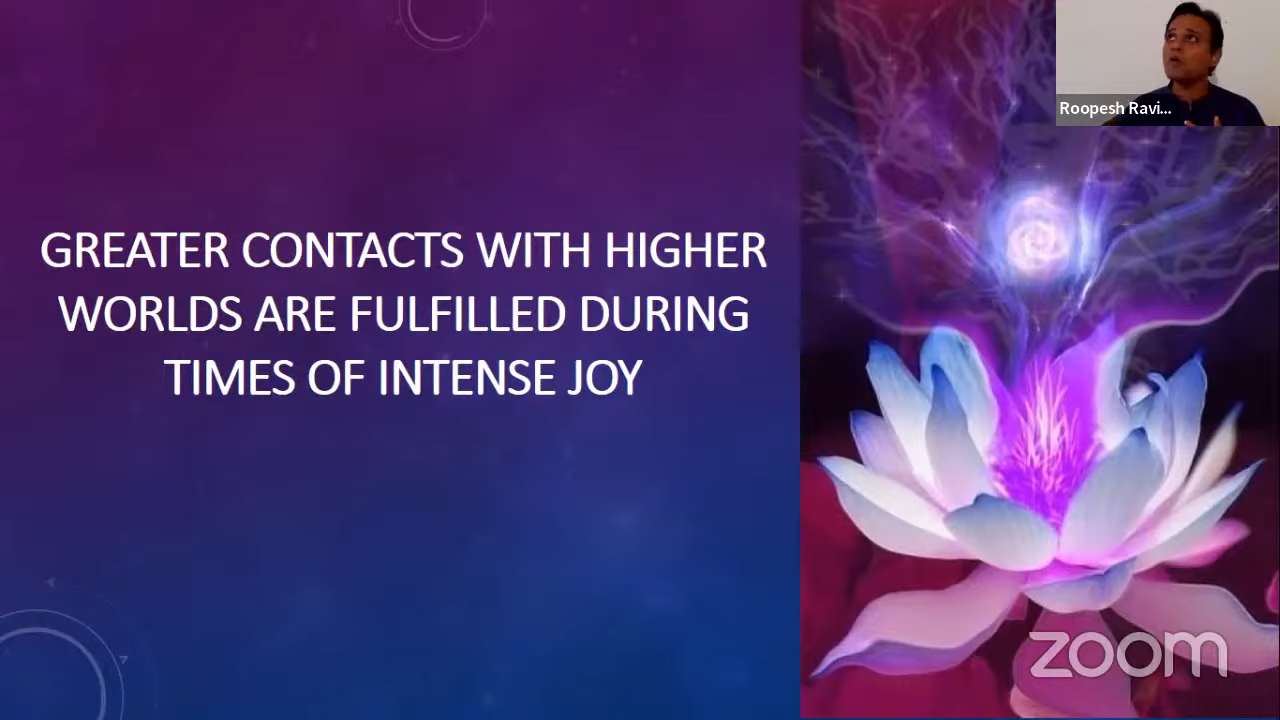 Roopesh Ravi...
GREATER CONTACTS WITH HIGHER
WORLDS ARE FULFILLED DURING
TIMES OF INTENSE JOY
zoom